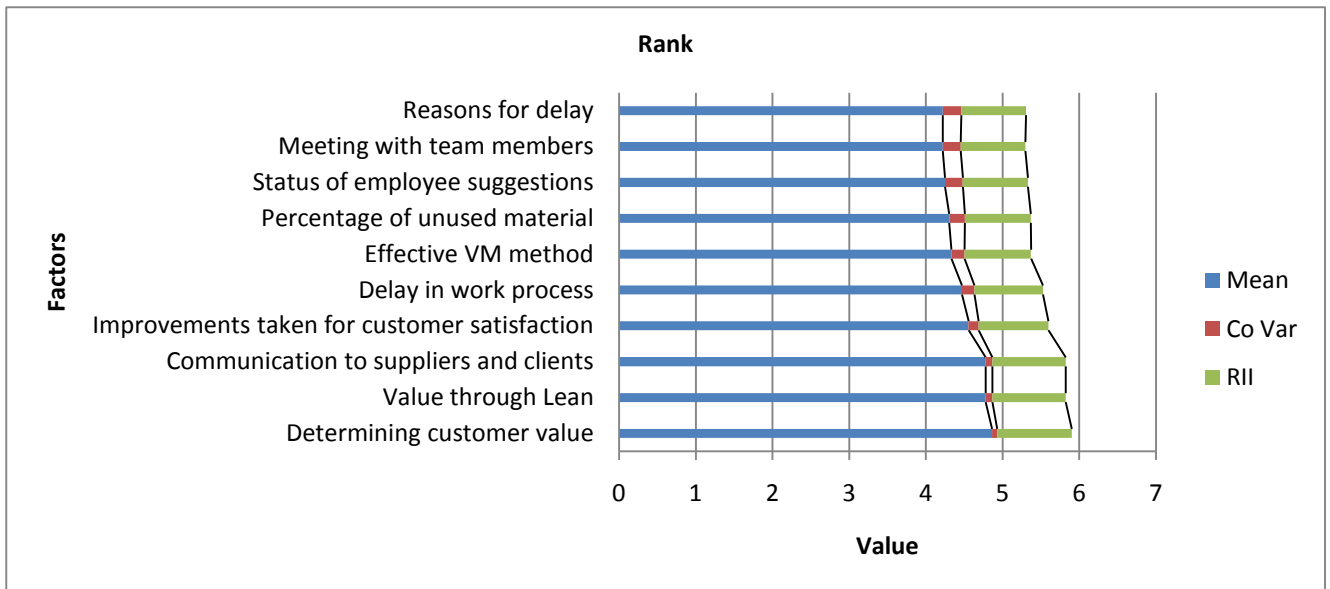 Rank
Factors
Reasons for delay
Meeting with team members
Status of employee suggestions
Percentage of unused material
Effective VM method
Delay in work process
Improvements taken for customer satisfaction
Communication to suppliers and clients
Value through Lean
Determining customer value
0 1 2 3 4 5 6 7
Value
Mean
Co Var
RII